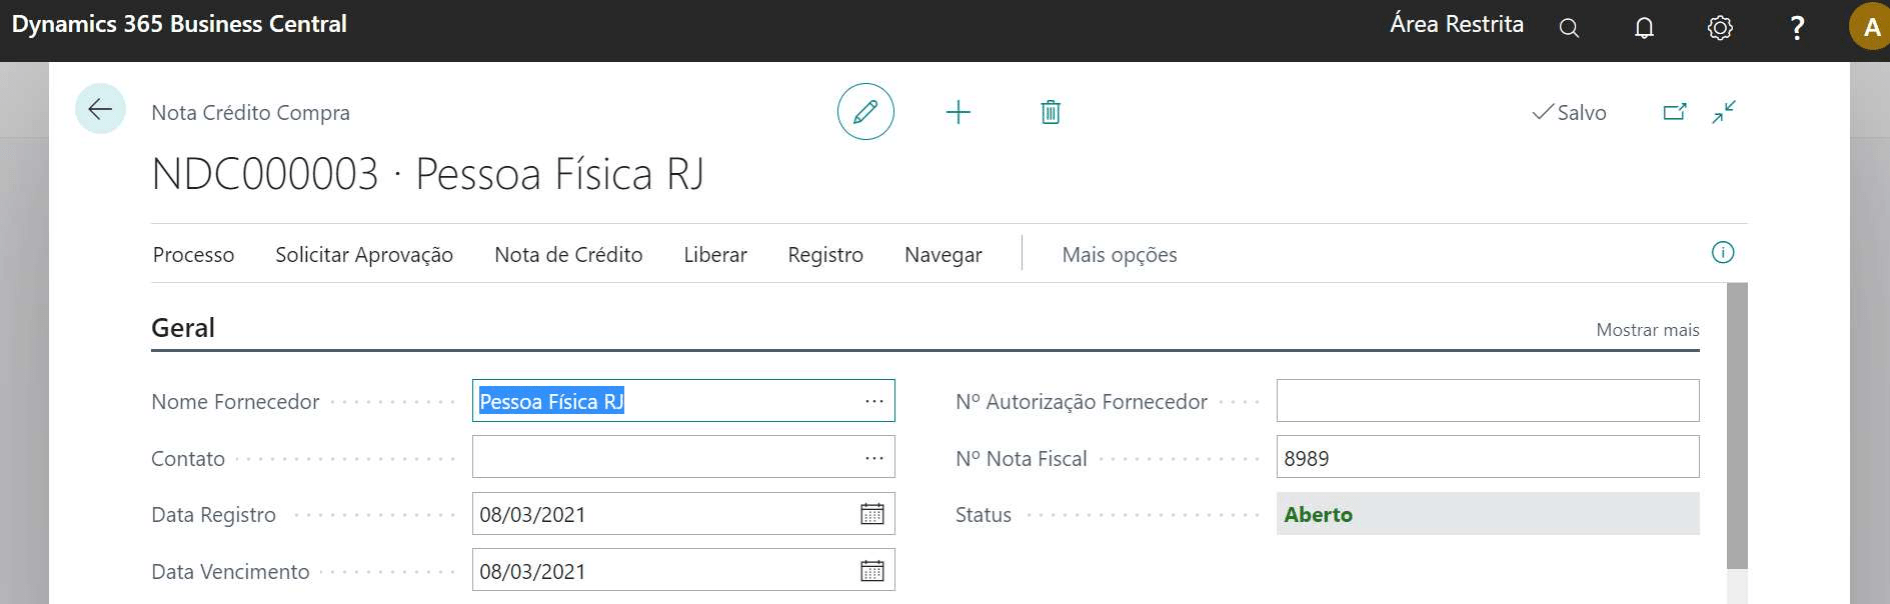 Dynamics 365 Business Central
Área Restrita
?
A
Nota Crédito Compra
Salvo
NDC000003 · Pessoa Física RJ
Processo
Solicitar Aprovação
Nota de Crédito
Liberar
Registro
Navegar
Mais opções
Geral
Mostrar mais
Nome Fornecedor
Pessoa Física RJ
Nº Autorização Fornecedor
Contato
Nº Nota Fiscal
8989
Data Registro
08/03/2021
Status
Aberto
Data Vencimento
08/03/2021